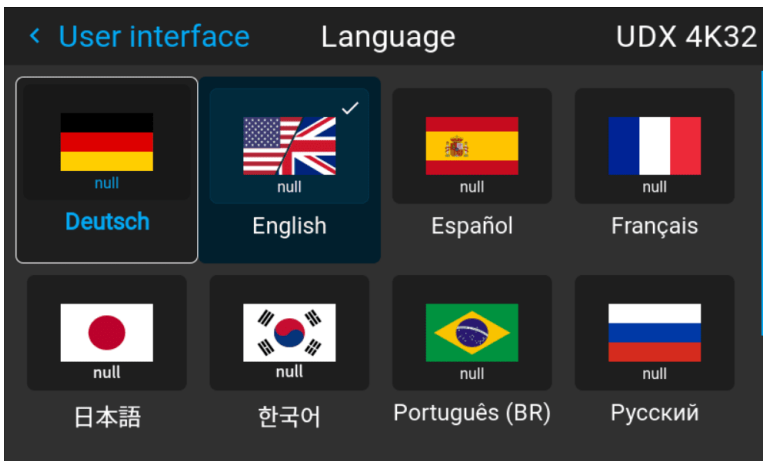 User interface
Language
UDX 4K32
null
null
null
null
Deutsch
English
Español
Français
null
null
null
null
日本語
한국어
Português (BR)
Русский